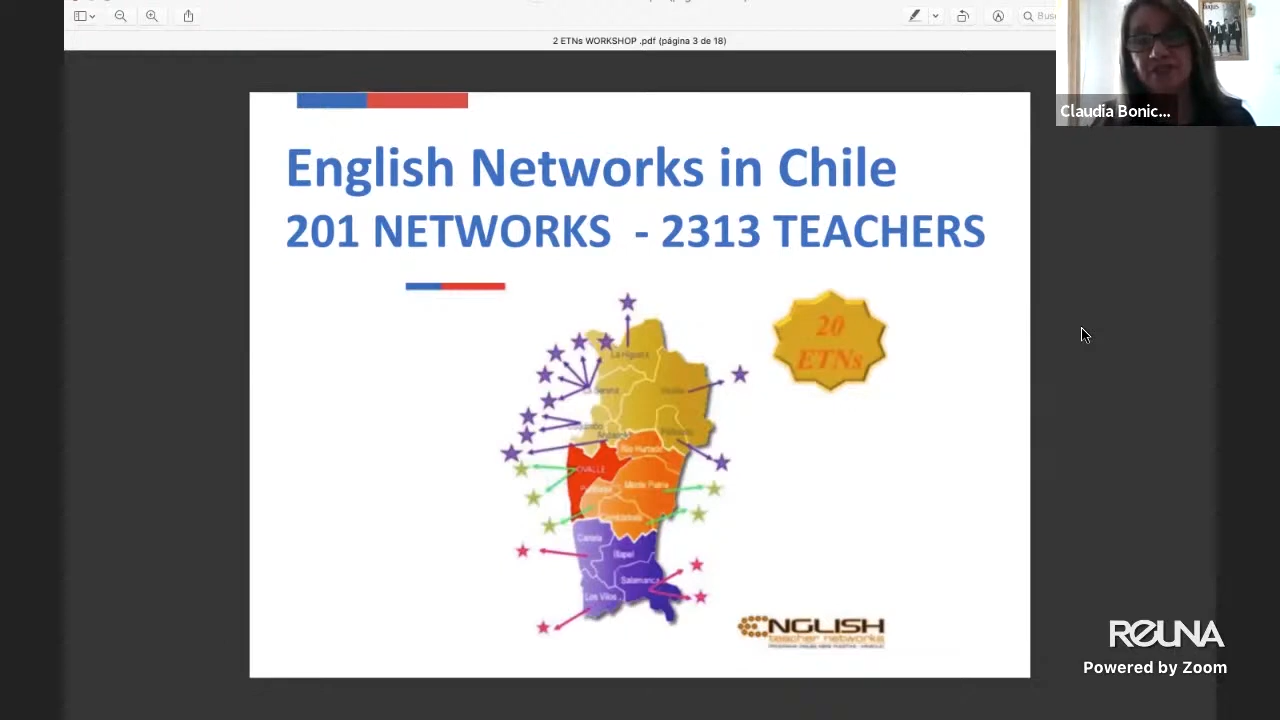 2 ETNs WORKSHOP .pdf (página 3 de 18)
Busc
Claudia Bonic...
English Networks in Chile
201 NETWORKS - 2313 TEACHERS
20
ETNs
La Higuera
La Serena
Vicuña
Coquimbo
Paihuano
Río Hurtado
OVALLE
Monte Patria
Punitaqui
Combarbalá
Canela
Illapel
Salamanca
Los Vilos
NGLISH
teacher networks
REUNA
Powered by Zoom